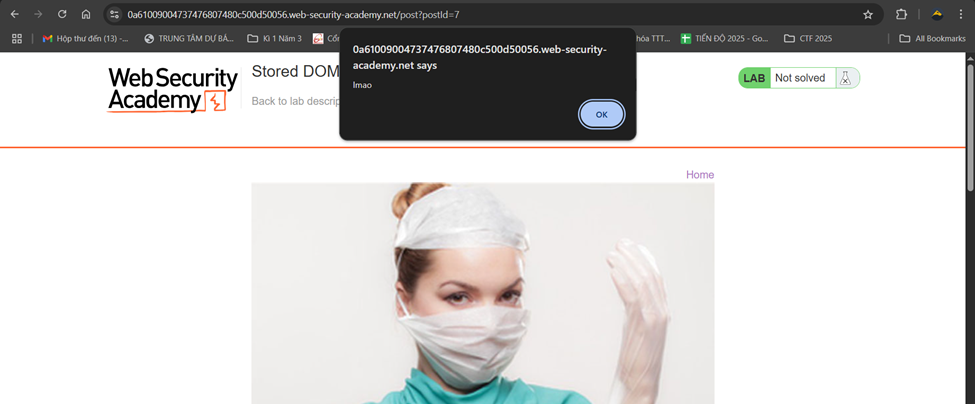 0a61009004737476807480c500d50056.web-security-academy.net/post?postId=7
Hộp thư đến (13) -...
TRUNG TÂM DỰ BÁ...
Kì 1 Năm 3
Cổ
hóa TTT...
TIẾN ĐỘ 2025 - Go...
CTF 2025
All Bookmarks
0a61009004737476807480c500d50056.web-security-
academy.net says
lmao
OK
Web Security
Academy
Stored DOM
Back to lab descrip
LAB
Not solved
Home